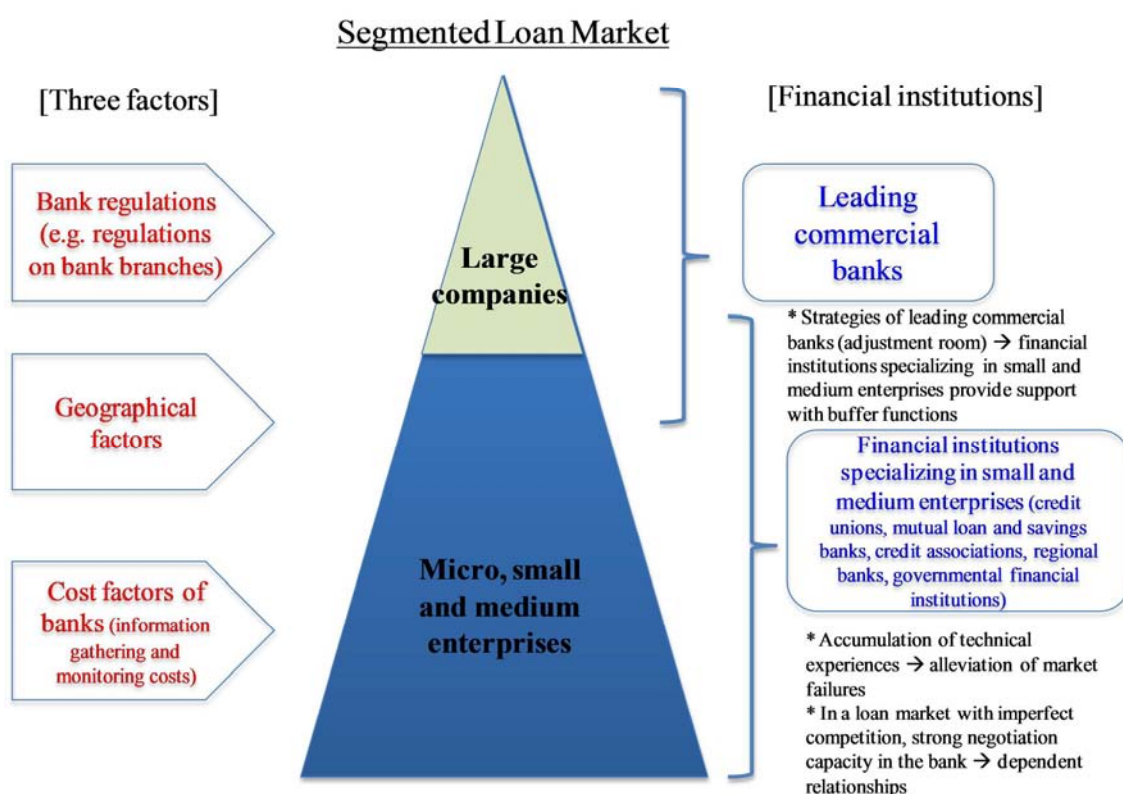 Segmented Loan Market
[Three factors]
[Financial institutions]
Bank regulations
(e.g. regulations
on bank branches)
Geographical
factors
Cost factors of
banks (information
gathering and
monitoring costs)
Large
companies
Micro, small
and medium
enterprises
Leading
commercial
banks
* Strategies of leading commercial
banks (adjustment room) → financial
institutions specializing in small and
medium enterprises provide support
with buffer functions
Financial institutions
specializing in small and
medium enterprises (credit
unions, mutual loan and savings
banks, credit associations, regional
banks, governmental financial
institutions)
* Accumulation of technical
experiences → alleviation of market
failures
* In a loan market with imperfect
competition, strong negotiation
capacity in the bank → dependent
relationships